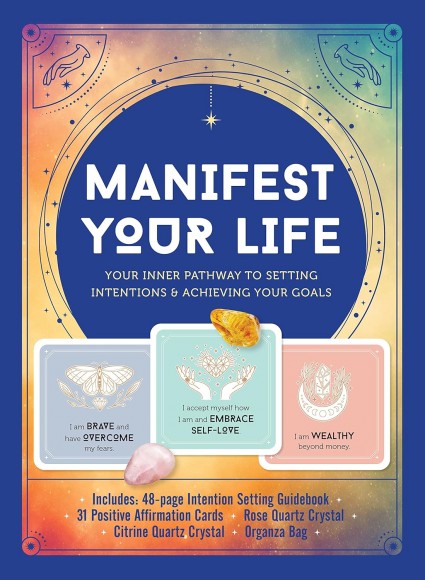 MANIFEST
YOUR LIFE
YOUR INNER PATHWAY TO SETTING
INTENTIONS & ACHIEVING YOUR GOALS
I am BRAVE and
have OVERCOME
my fears.
I accept myself how
I am and EMBRACE
SELF-LOVE
I am WEALTHY
beyond money.
Includes: 48-page Intention Setting Guidebook
31 Positive Affirmation Cards Rose Quartz Crystal
Citrine Quartz Crystal Organza Bag